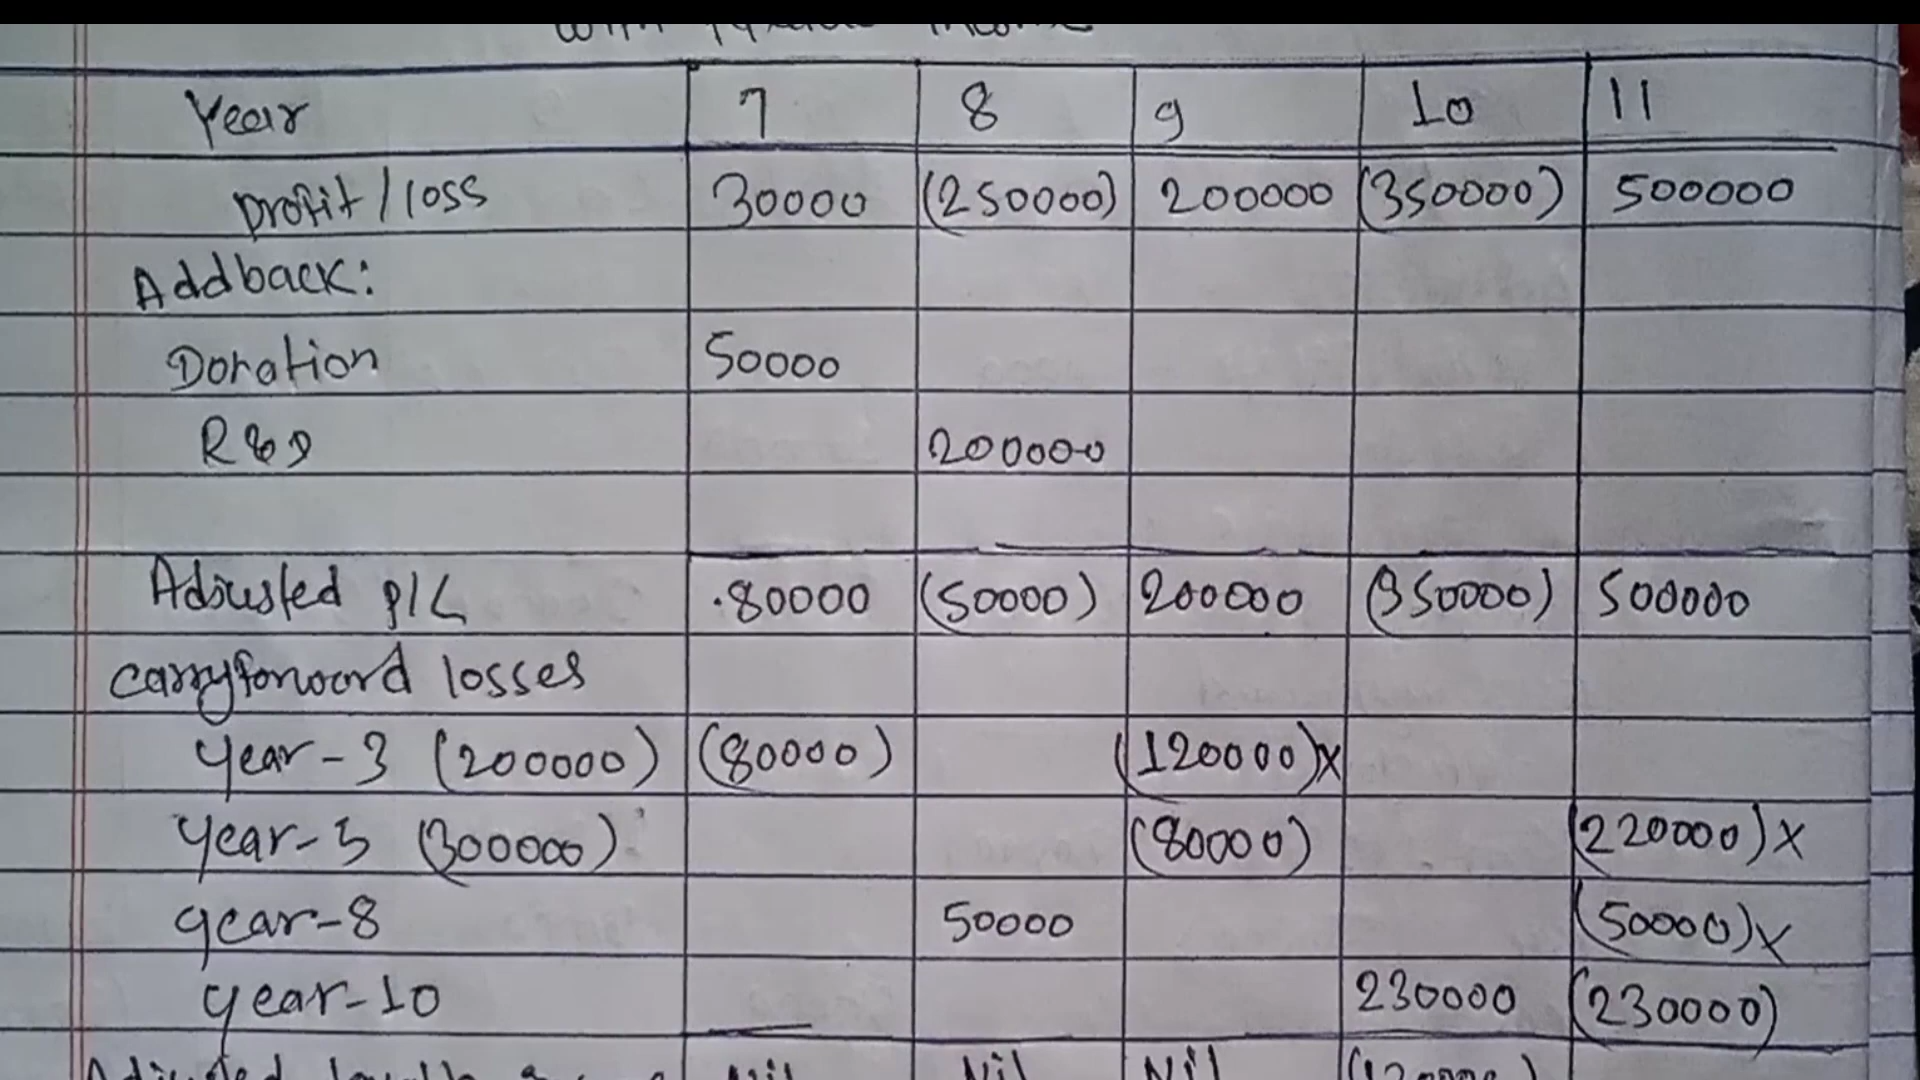 Year 7 8 9 10 11
Profit/loss 30000 (250000) 200000 (350000) 500000
Addback:
Donation 50000
R&D 200000
Adjusted P/L 80000 (50000) 200000 (350000) 500000
Carryforward losses
Year-3 (200000) (80000) (120000)x
Year-5 (300000) (80000) (220000)x
year-8 50000 (50000)x
year-10 230000 (230000)
Nil Nil Nil